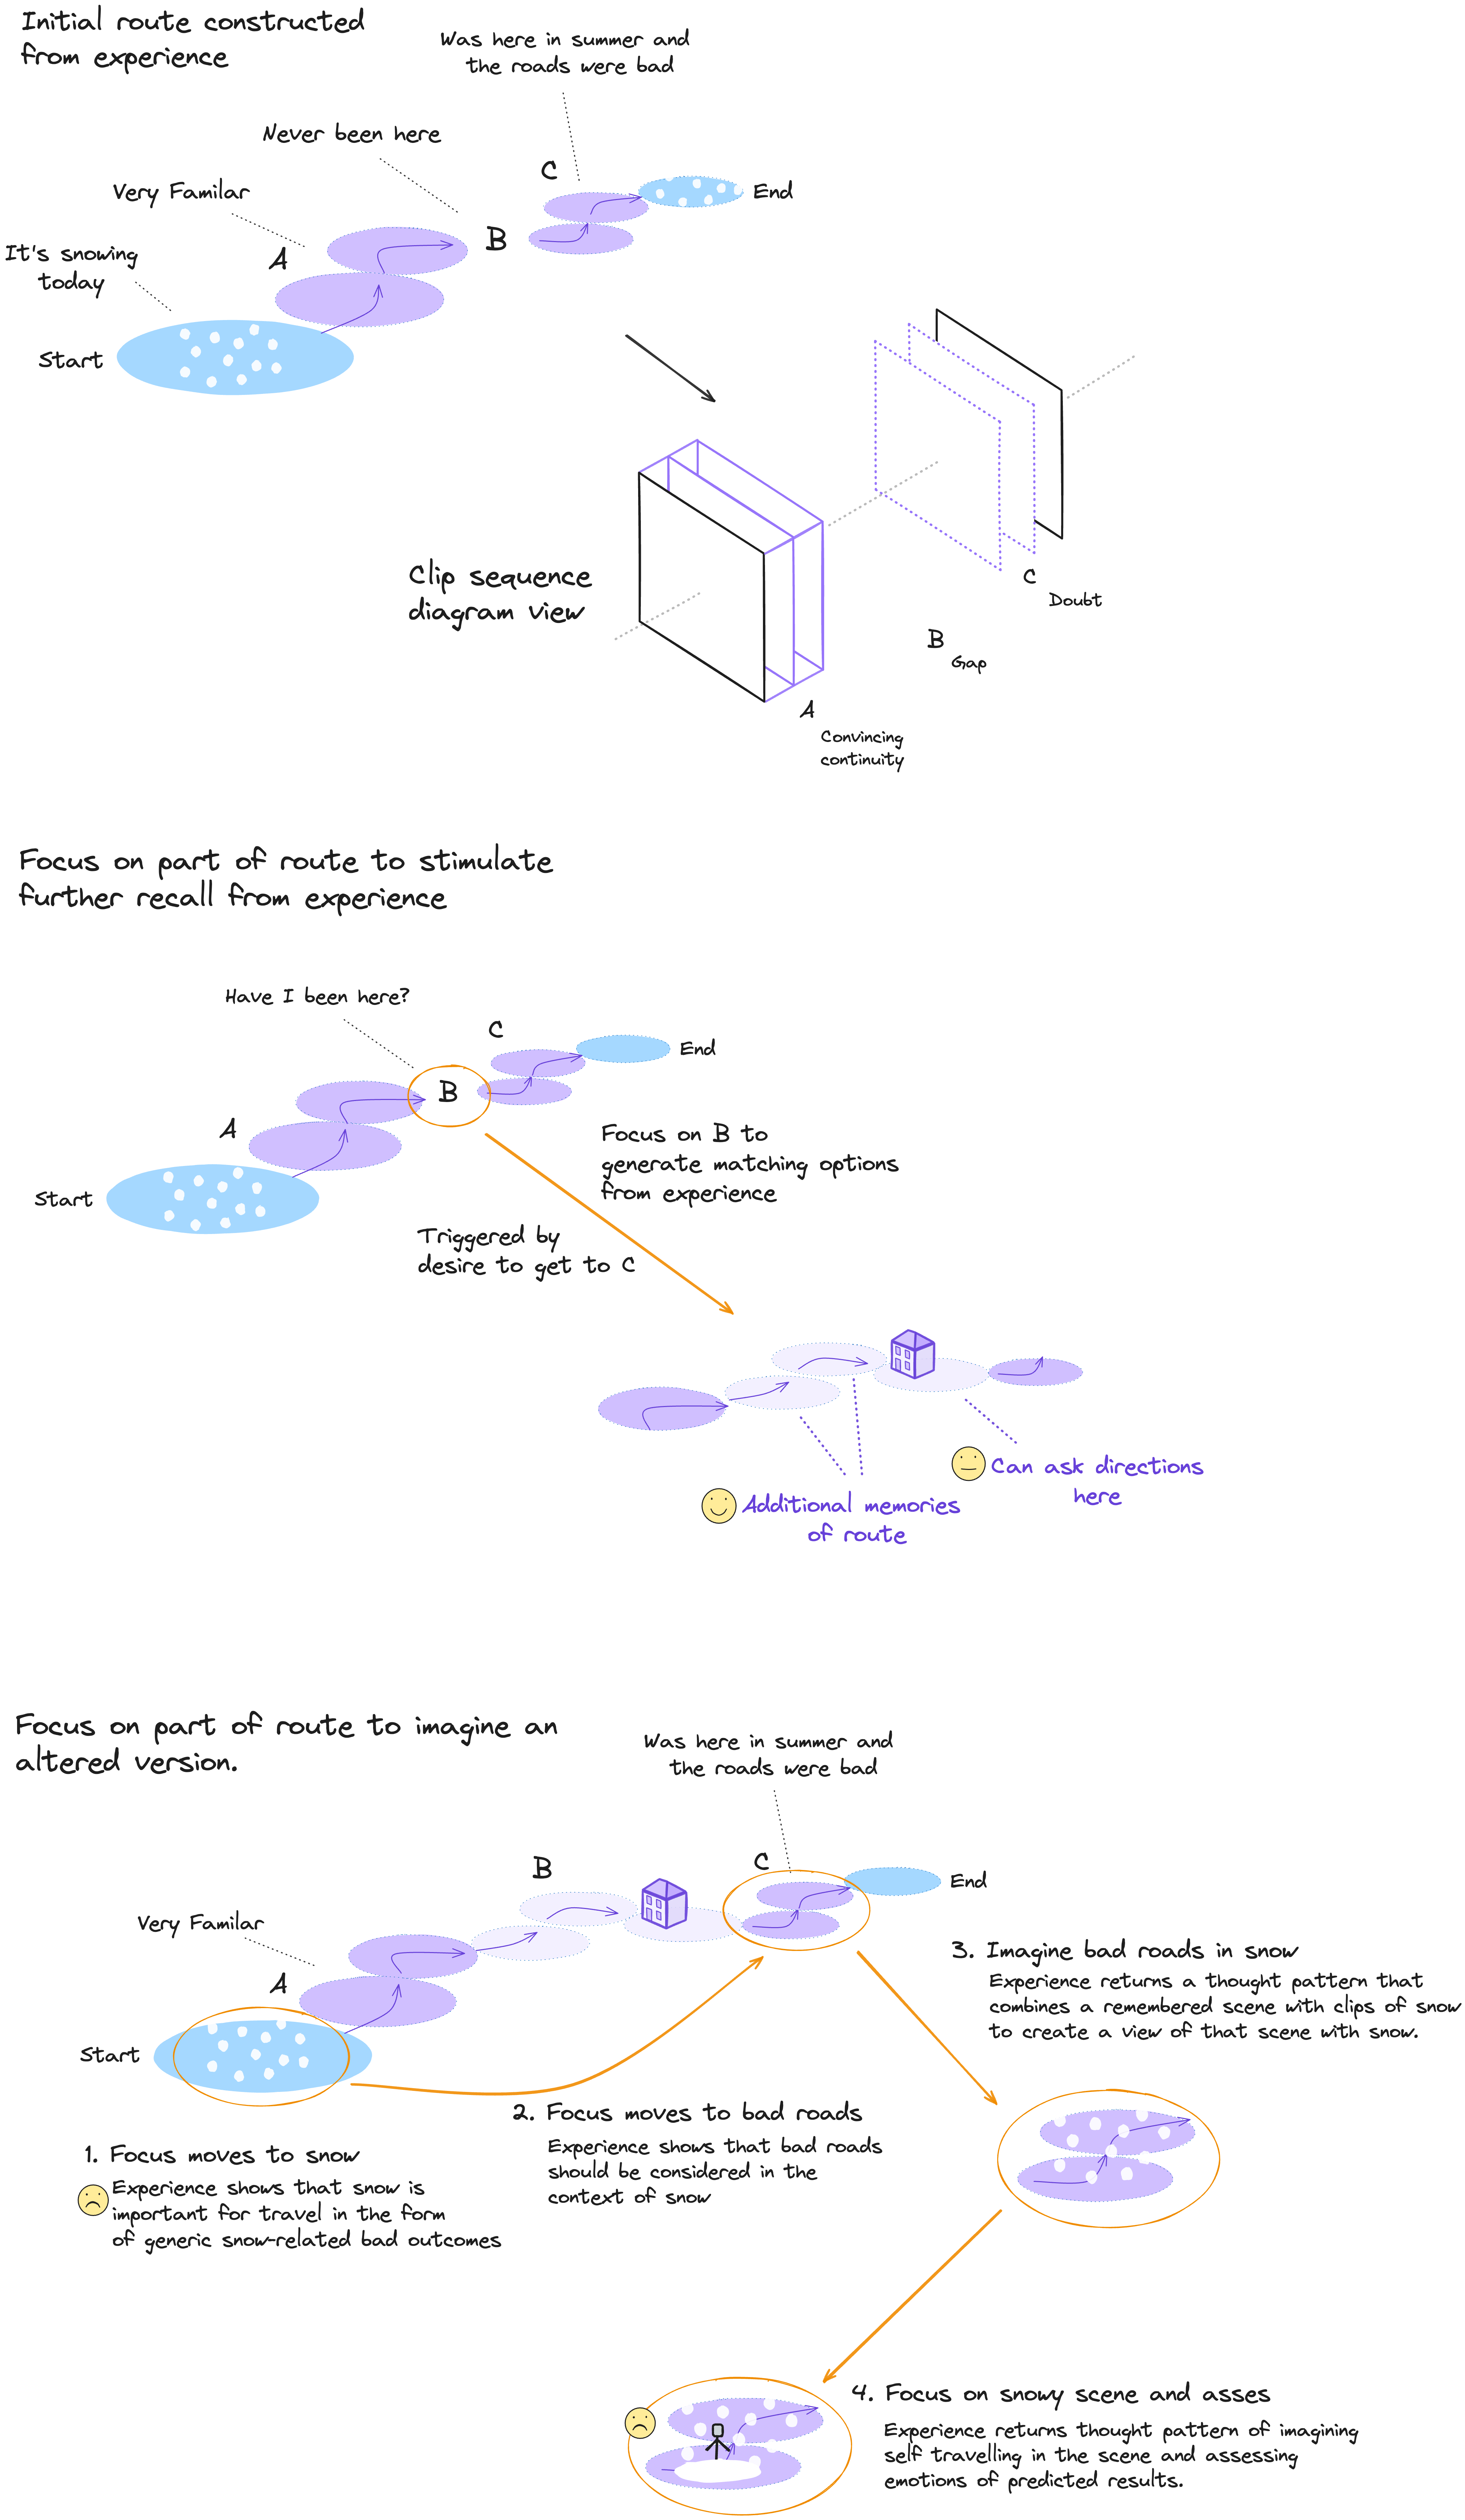 Initial route constructed
from experience
Was here in summer and
the roads were bad
Never been here
Very Familar
It's snowing
today
A
B
C
Start
End
Clip sequence
diagram view
A
Convincing
continuity
B
Gap
C
Doubt
Focus on part of route to stimulate
further recall from experience
Have I been here?
C
End
B
A
Start
Focus on B to
generate matching options
from experience
Triggered by
desire to get to C
Can ask directions
here
Additional memories
of route
Focus on part of route to imagine an
altered version.
Was here in summer and
the roads were bad
B
C
End
Very Familar
A
Start
1. Focus moves to snow
Experience shows that snow is
important for travel in the form
of generic snow-related bad outcomes
2. Focus moves to bad roads
Experience shows that bad roads
should be considered in the
context of snow
3. Imagine bad roads in snow
Experience returns a thought pattern that
combines a remembered scene with clips of snow
to create a view of that scene with snow.
4. Focus on snowy scene and asses
Experience returns thought pattern of imagining
self travelling in the scene and assessing
emotions of predicted results.